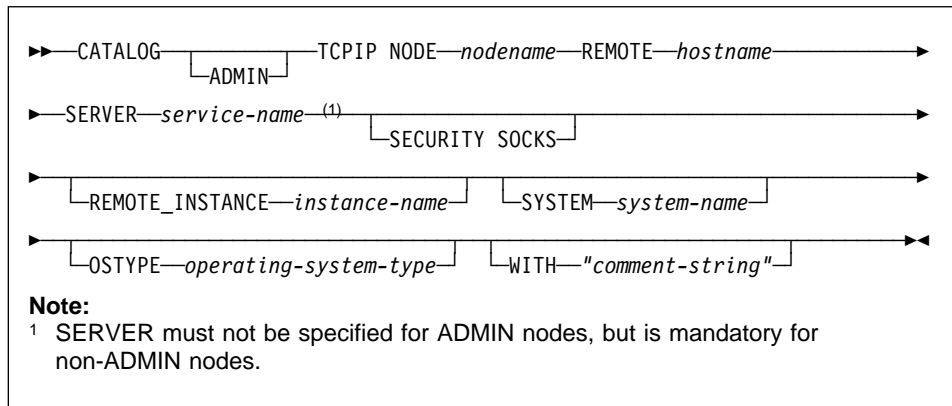 CATALOG TCPIP NODE nodename REMOTE hostname
ADMIN
SERVER service-name (1)
SECURITY SOCKS
REMOTE_INSTANCE instance-name SYSTEM system-name
OSTYPE operating-system-type WITH "comment-string"
Note:
1 SERVER must not be specified for ADMIN nodes, but is mandatory for
non-ADMIN nodes.